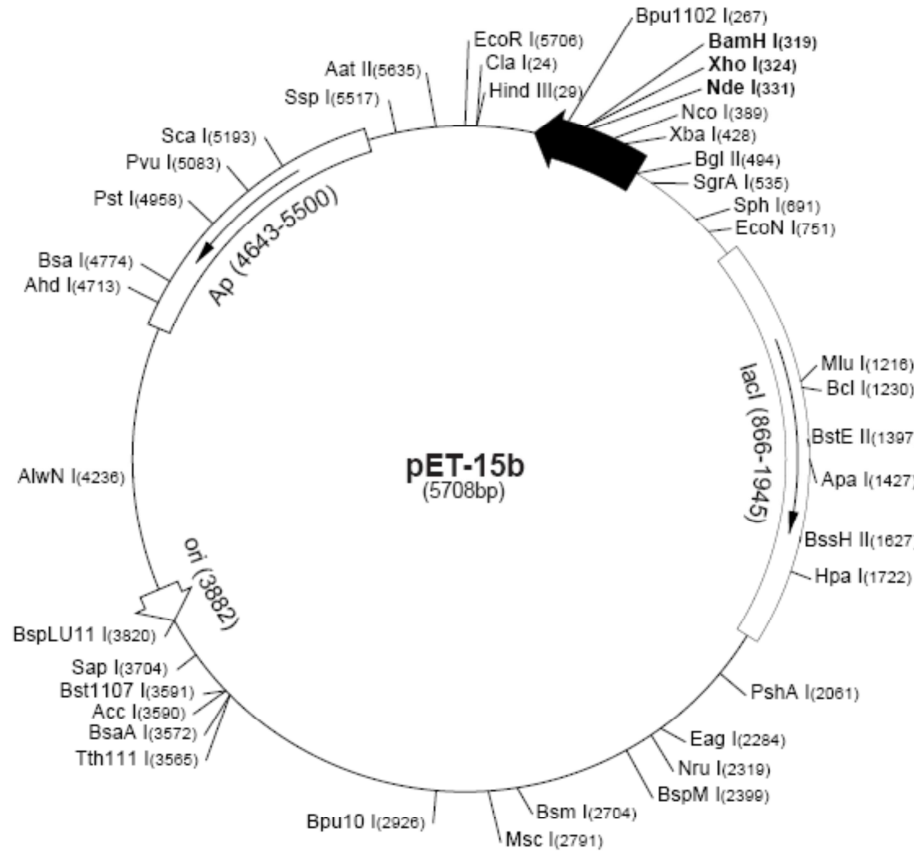 EcoR I(5706)
Cla I(24)
Hind III(29)
Bpu1102 I(267)
BamH I(319)
Xho I(324)
Nde I(331)
Nco I(389)
Xba I(428)
Bgl II(494)
SgrA I(535)
Sph I(691)
EcoN I(751)
lacI (866-1945)
Mlu I(1216)
Bcl I(1230)
BstE II(1397)
Apa I(1427)
BssH II(1627)
Hpa I(1722)
PshA I(2061)
Eag I(2284)
Nru I(2319)
BspM I(2399)
Bsm I(2704)
Msc I(2791)
Bpu10 I(2926)
Tth111 I(3565)
BsaA I(3572)
Acc I(3590)
Bst1107 I(3591)
Sap I(3704)
BspLU11 I(3820)
ori (3882)
AlwN I(4236)
Ahd I(4713)
Bsa I(4774)
Pst I(4958)
Pvu I(5083)
Sca I(5193)
Ap (4643-5500)
Ssp I(5517)
Aat II(5635)
pET-15b
(5708bp)